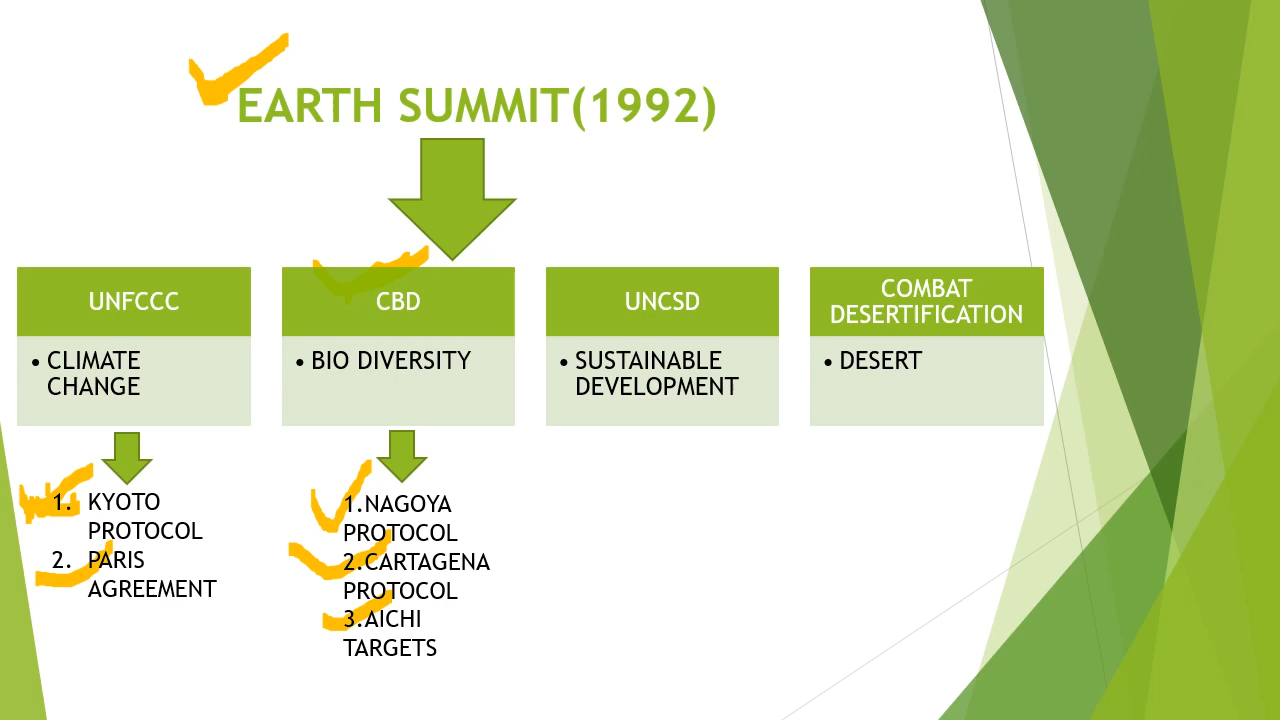 EARTH SUMMIT(1992)
UNFCCC
• CLIMATE
CHANGE
CBD
• BIO DIVERSITY
UNCSD
• SUSTAINABLE
DEVELOPMENT
COMBAT
DESERTIFICATION
• DESERT
1. KYOTO
PROTOCOL
2. PARIS
AGREEMENT
1.NAGOYA
PROTOCOL
2.CARTAGENA
PROTOCOL
3.AICHI
TARGETS